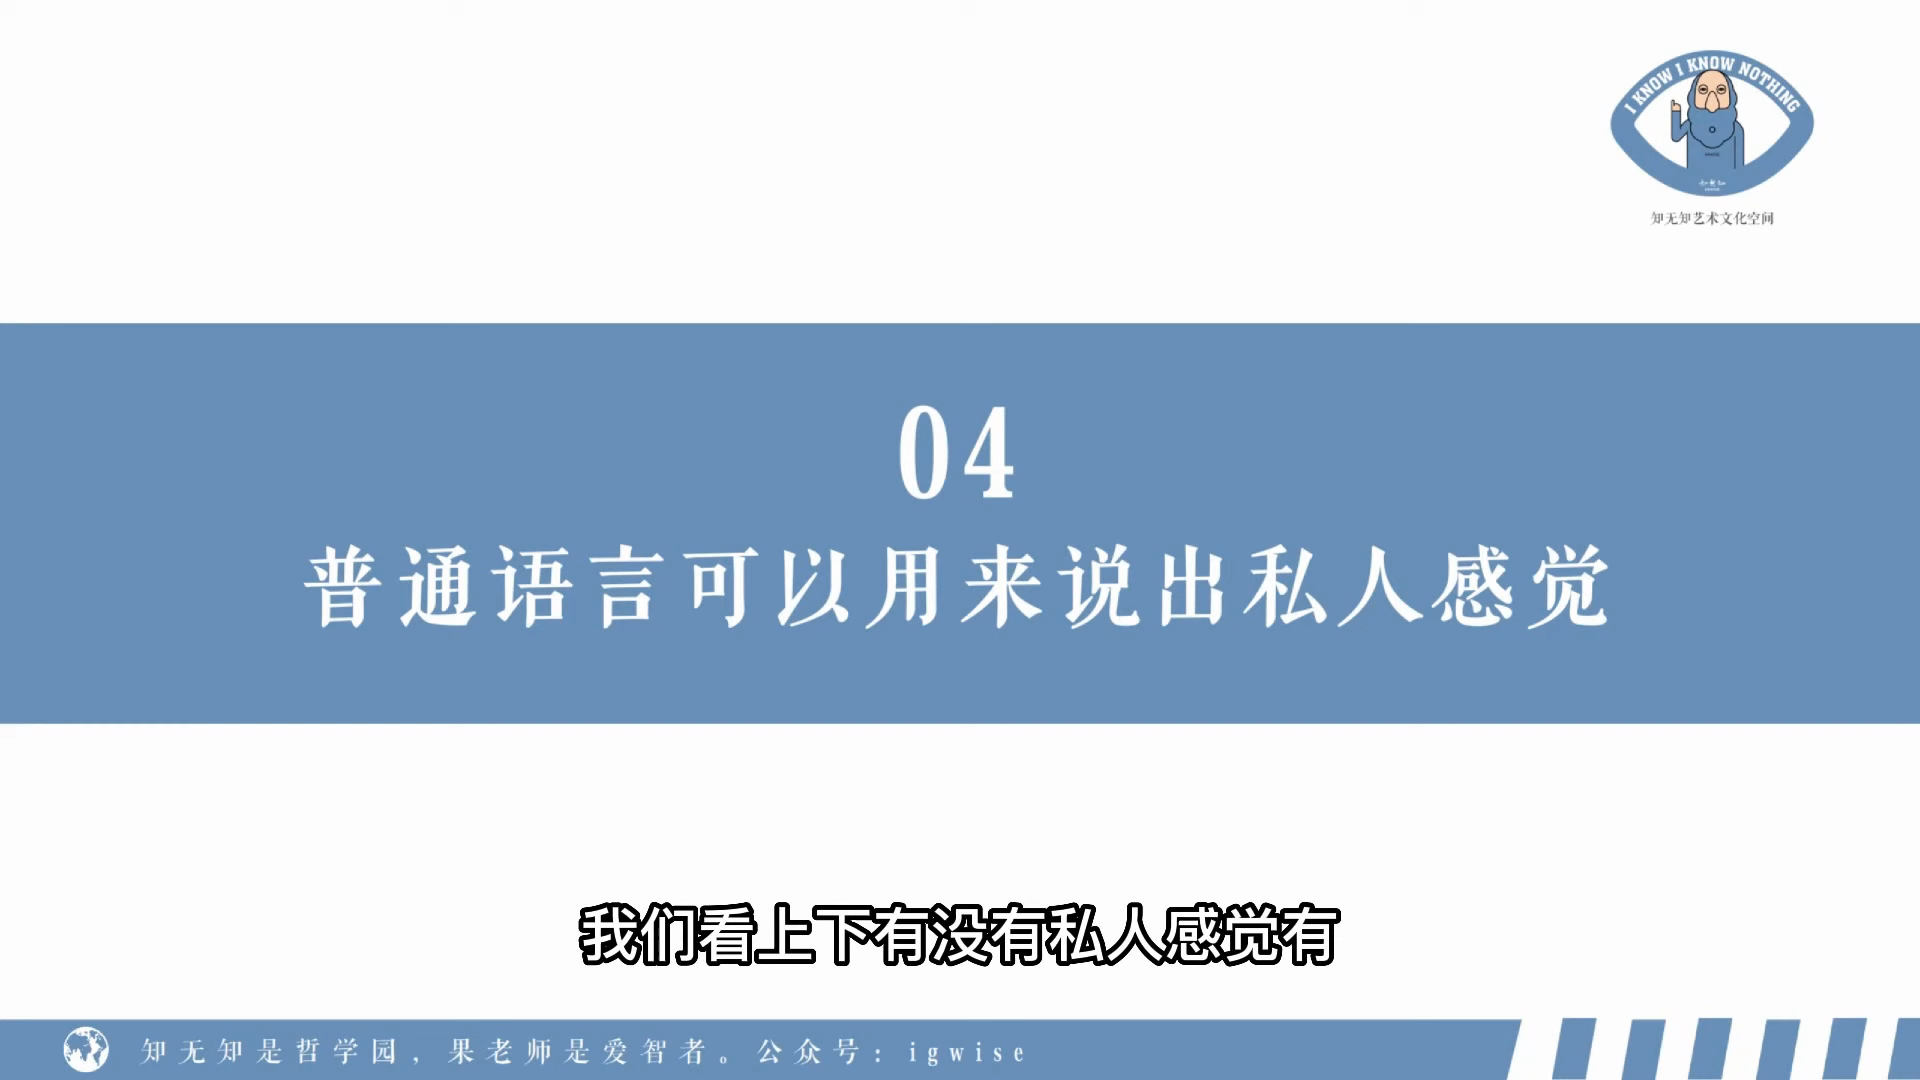 I KNOW I KNOW NOTHING
知无知艺术文化空间
04
普通语言可以用来说出私人感觉
我们看上下有没有私人感觉有
知无知是哲学园，果老师是爱智者。公众号：igwise